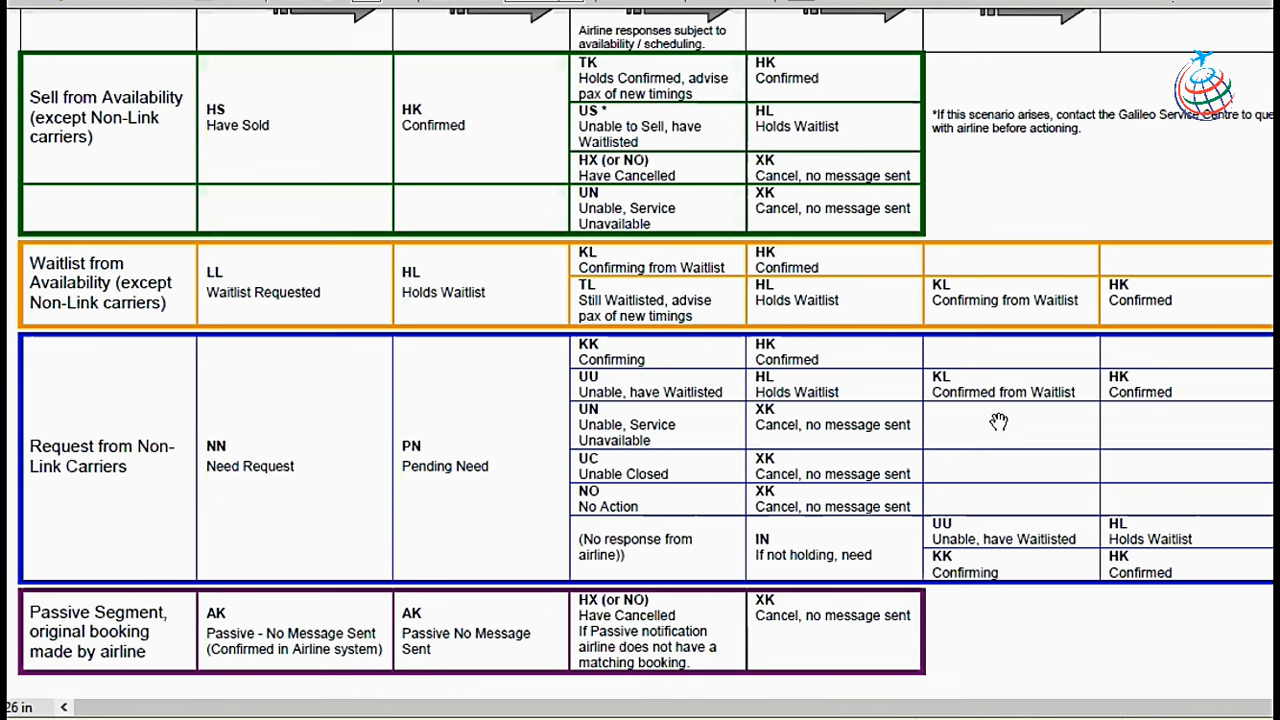 Airline responses subject to
availability / scheduling.
Sell from Availability
(except Non-Link
carriers)
HS
Have Sold
HK
Confirmed
TK
Holds Confirmed, advise
pax of new timings
HK
Confirmed
US *
Unable to Sell, have
Waitlisted
HL
Holds Waitlist
HX (or NO)
Have Cancelled
XK
Cancel, no message sent
UN
Unable, Service
Unavailable
XK
Cancel, no message sent
*If this scenario arises, contact the Galileo Service Centre to que
with airline before actioning.
Waitlist from
Availability (except
Non-Link carriers)
LL
Waitlist Requested
HL
Holds Waitlist
KL
Confirming from Waitlist
HK
Confirmed
TL
Still Waitlisted, advise
pax of new timings
HL
Holds Waitlist
KL
Confirming from Waitlist
HK
Confirmed
Request from Non-
Link Carriers
NN
Need Request
PN
Pending Need
KK
Confirming
HK
Confirmed
UU
Unable, have Waitlisted
HL
Holds Waitlist
KL
Confirmed from Waitlist
HK
Confirmed
UN
Unable, Service
Unavailable
XK
Cancel, no message sent
UC
Unable Closed
XK
Cancel, no message sent
NO
No Action
XK
Cancel, no message sent
(No response from
airline))
IN
If not holding, need
UU
Unable, have Waitlisted
HL
Holds Waitlist
KK
Confirming
HK
Confirmed
Passive Segment,
original booking
made by airline
AK
Passive - No Message Sent
(Confirmed in Airline system)
AK
Passive No Message
Sent
HX (or NO)
Have Cancelled
If Passive notification
airline does not have a
matching booking.
XK
Cancel, no message sent
26 in